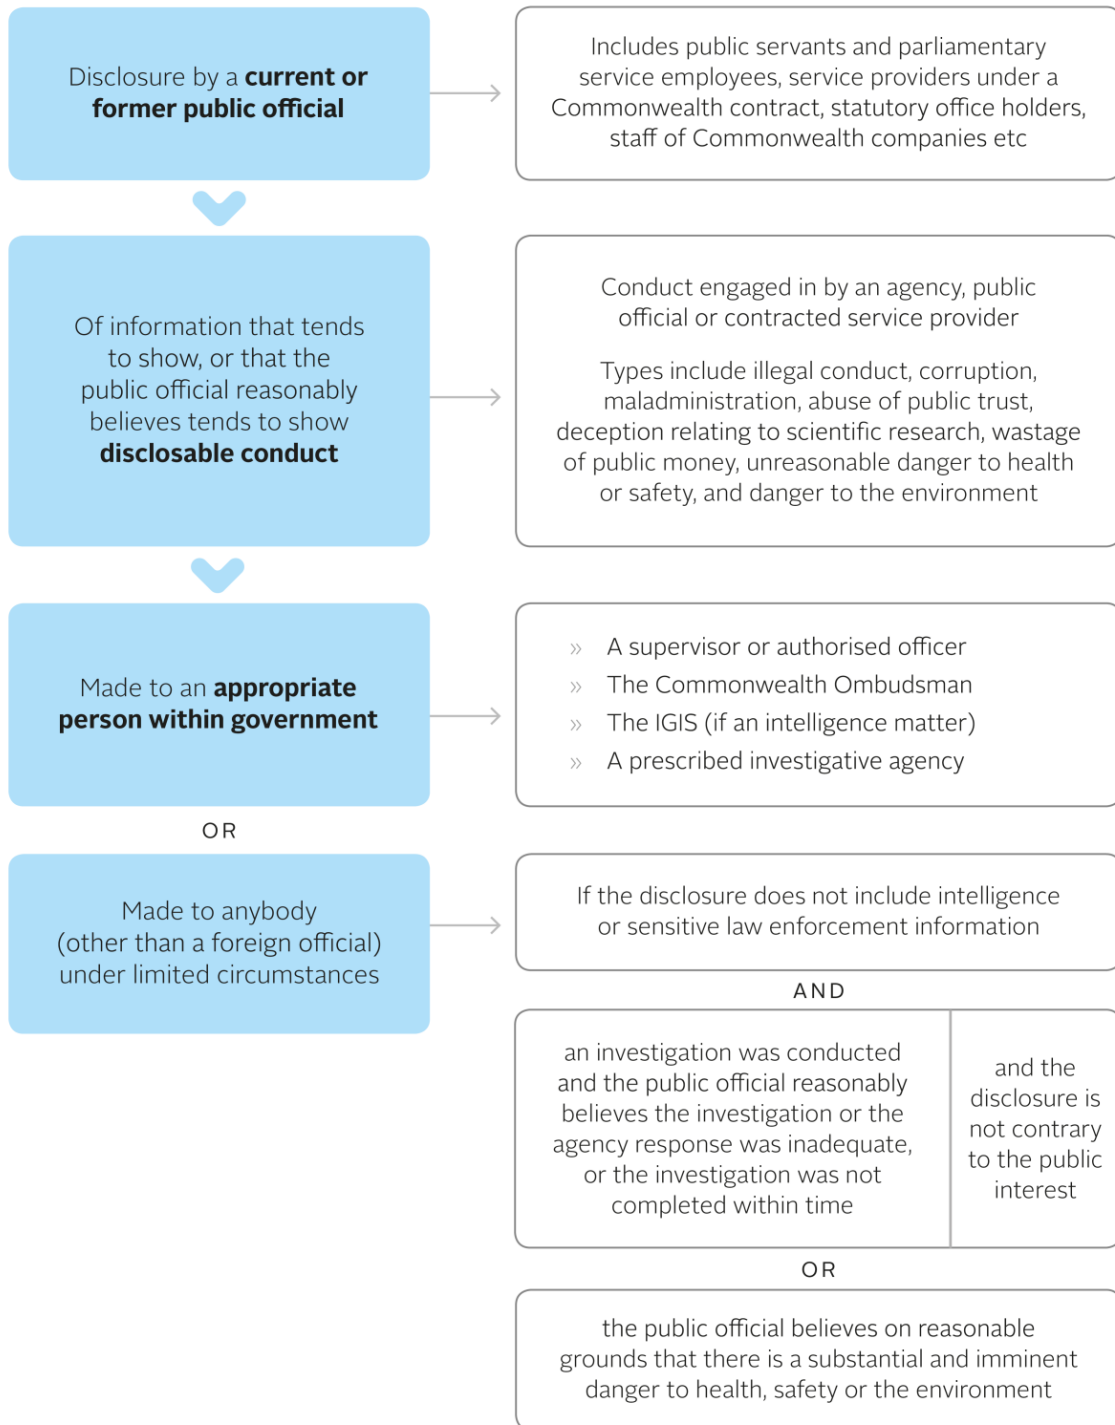 Disclosure by a current or
former public official
Includes public servants and parliamentary
service employees, service providers under a
Commonwealth contract, statutory office holders,
staff of Commonwealth companies etc
Of information that tends
to show, or that the
public official reasonably
believes tends to show
disclosable conduct
Conduct engaged in by an agency, public
official or contracted service provider
Types include illegal conduct, corruption,
maladministration, abuse of public trust,
deception relating to scientific research, wastage
of public money, unreasonable danger to health
or safety, and danger to the environment
Made to an appropriate
person within government
» A supervisor or authorised officer
» The Commonwealth Ombudsman
» The IGIS (if an intelligence matter)
» A prescribed investigative agency
OR
Made to anybody
(other than a foreign official)
under limited circumstances
If the disclosure does not include intelligence
or sensitive law enforcement information
AND
an investigation was conducted
and the public official reasonably
believes the investigation or the
agency response was inadequate,
or the investigation was not
completed within time
and the
disclosure is
not contrary
to the public
interest
OR
the public official believes on reasonable
grounds that there is a substantial and imminent
danger to health, safety or the environment